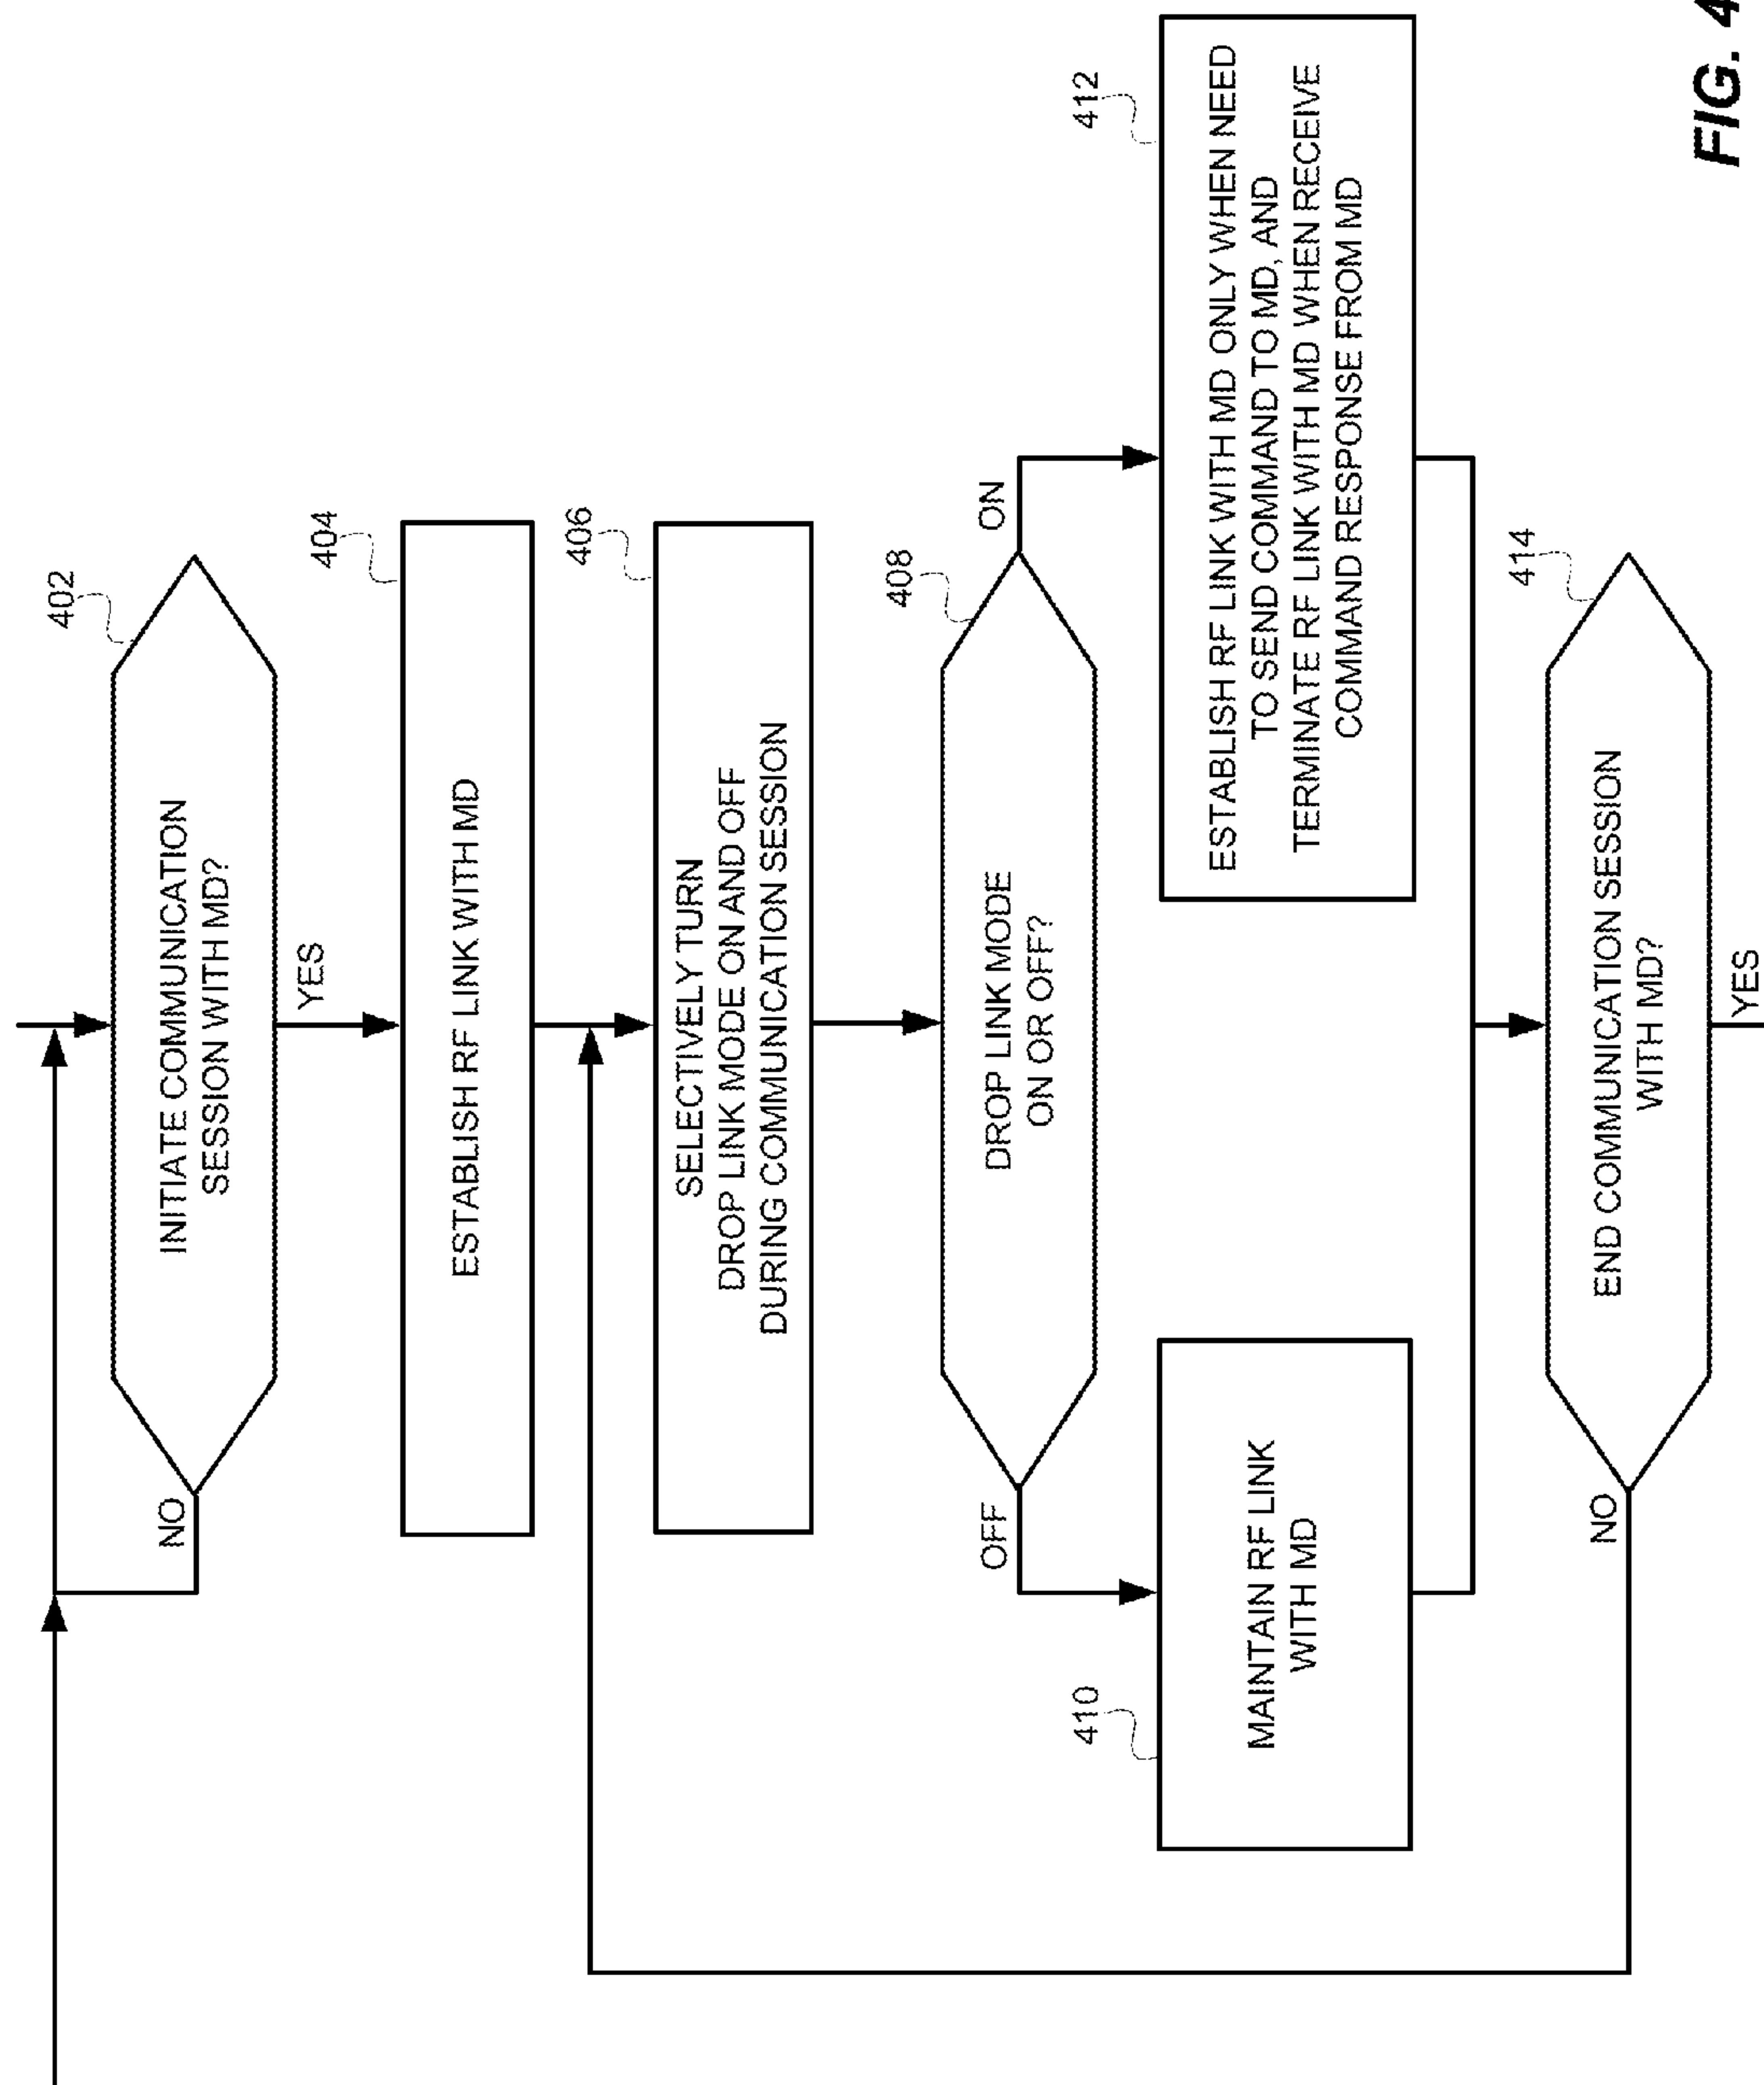 402
INITIATE COMMUNICATION
SESSION WITH MD?
NO
YES
404
ESTABLISH RF LINK WITH MD
406
SELECTIVELY TURN
DROP LINK MODE ON AND OFF
DURING COMMUNICATION SESSION
408
DROP LINK MODE
ON OR OFF?
OFF
ON
410
MAINTAIN RF LINK
WITH MD
412
ESTABLISH RF LINK WITH MD ONLY WHEN NEED
TO SEND COMMAND TO MD, AND
TERMINATE RF LINK WITH MD WHEN RECEIVE
COMMAND RESPONSE FROM MD
414
END COMMUNICATION SESSION
WITH MD?
NO
YES
FIG. 4